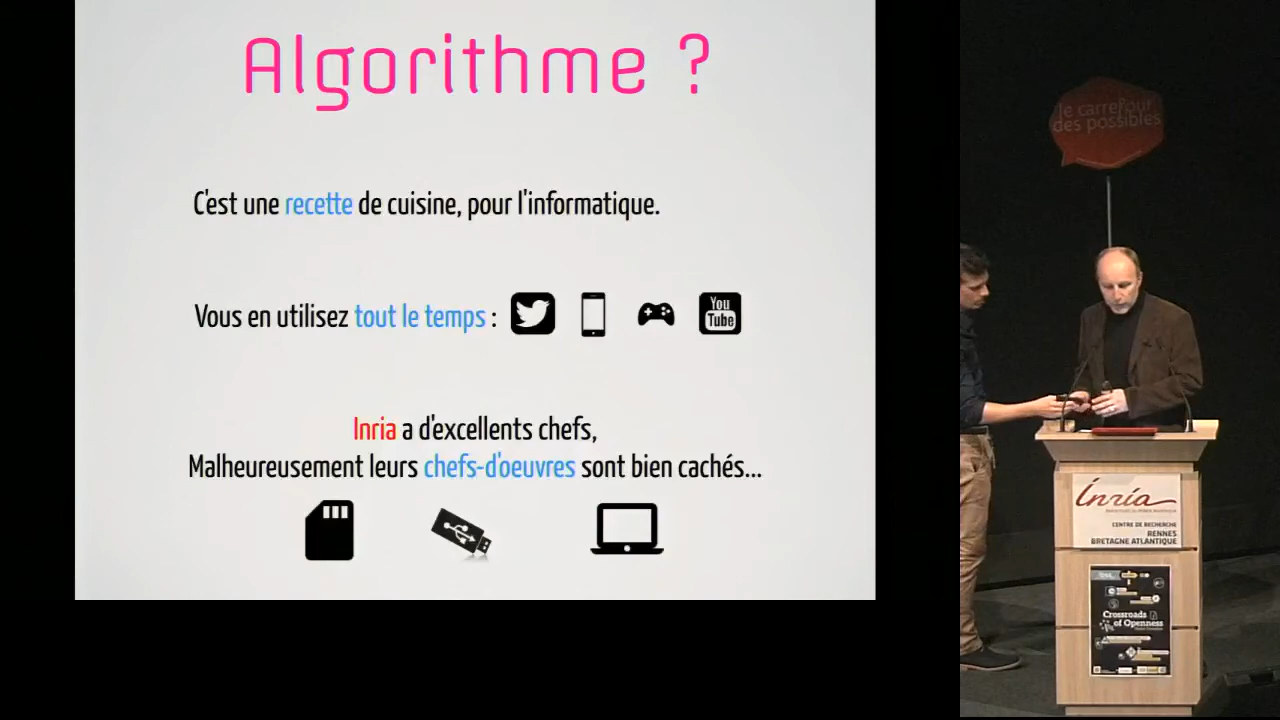 Algorithme ?
C'est une recette de cuisine, pour l'informatique.
Vous en utilisez tout le temps :
You
Tube
Inria a d'excellents chefs,
Malheureusement leurs chefs-d'oeuvres sont bien cachés...
le carrefour
des possibles
Inria
CENTRE DE RECHERCHE
RENNES
BRETAGNE ATLANTIQUE
Crossroads
of Openness